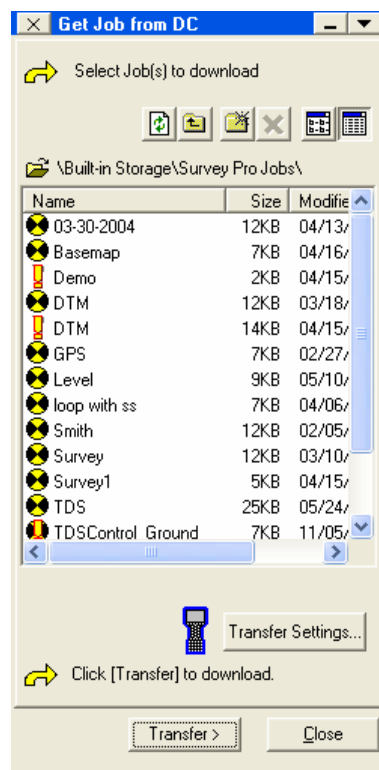 Get Job from DC
Select Job(s) to download
\Built-in Storage\Survey Pro Jobs\
Name Size Modifie
03-30-2004 12KB 04/13/
Basemap 7KB 04/16/
Demo 2KB 04/15/
DTM 12KB 03/18/
DTM 14KB 04/15/
GPS 7KB 02/27/
Level 9KB 05/10/
loop with ss 7KB 04/06/
Smith 12KB 02/05/
Survey 12KB 03/10/
Survey1 5KB 04/15/
TDS 25KB 05/24/
TDSControl Ground 7KB 11/05/
Transfer Settings...
Click [Transfer] to download.
Transfer > Close